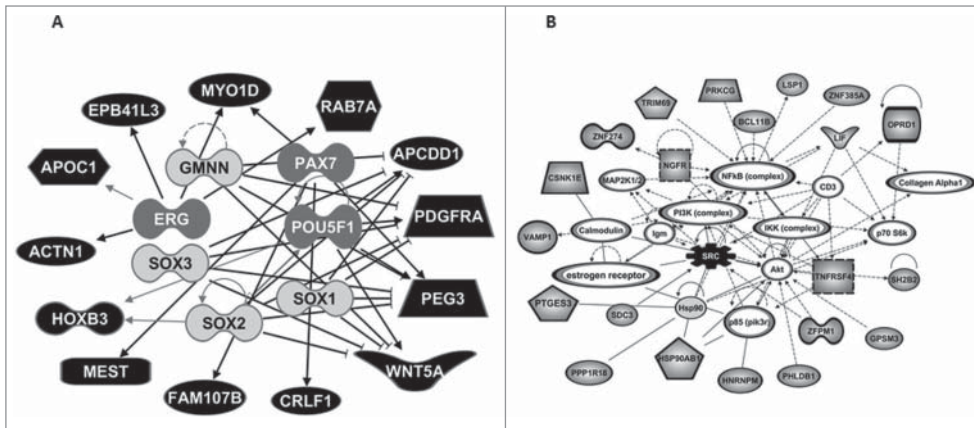 A
MYO1D
EPB41L3
RAB7A
APOC1
GMNN
PAX7
APCDD1
ERG
POU5F1
PDGFRA
ACTN1
SOX3
SOX1
PEG3
HOXB3
SOX2
MEST
WNT5A
FAM107B
CRLF1
B
PRKCG
LSP1
TRIM69
ZNF385A
BCL11B
OPRD1
ZNF274
LIF
NGFR
CSNK1E
MAP2K1/2
NFkB (complex)
CD3
Collagen Alpha1
PI3K (complex)
VAMP1
Calmodulin
Igm
IKK (complex)
p70 S6k
SRC
estrogen receptor
Akt
TNFRSF4
SH2B2
PTGES3
SDC3
Hsp90
p85 (pik3r)
ZFPM1
GPSM3
HSP90AB1
PPP1R18
HNRNPM
PHLDB1